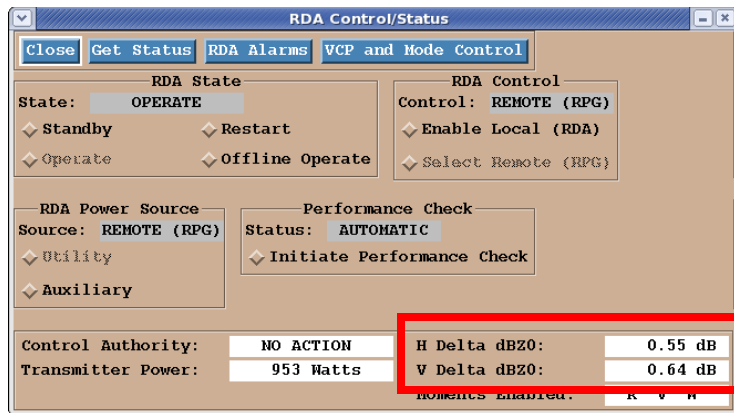 RDA Control/Status
Close Get Status RDA Alarms VCP and Mode Control
RDA State
State: OPERATE
Standby Restart
Operate Offline Operate
RDA Control
Control: REMOTE (RPG)
Enable Local (RDA)
Select Remote (RPG)
RDA Power Source
Source: REMOTE (RPG)
Utility
Auxiliary
Performance Check
Status: AUTOMATIC
Initiate Performance Check
Control Authority: NO ACTION
Transmitter Power: 953 Watts
H Delta dBZ0: 0.55 dB
V Delta dBZ0: 0.64 dB
Moments Enabled: R V W